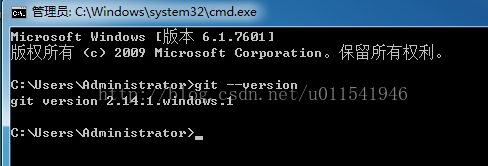 管理员: C:\Windows\system32\cmd.exe
Microsoft Windows [版本 6.1.7601]
版权所有 (c) 2009 Microsoft Corporation。保留所有权利。
C:\Users\Administrator>git --version
http://blog.csdn.net/u011541946
git version 2.14.1.windows.1
C:\Users\Administrator>_